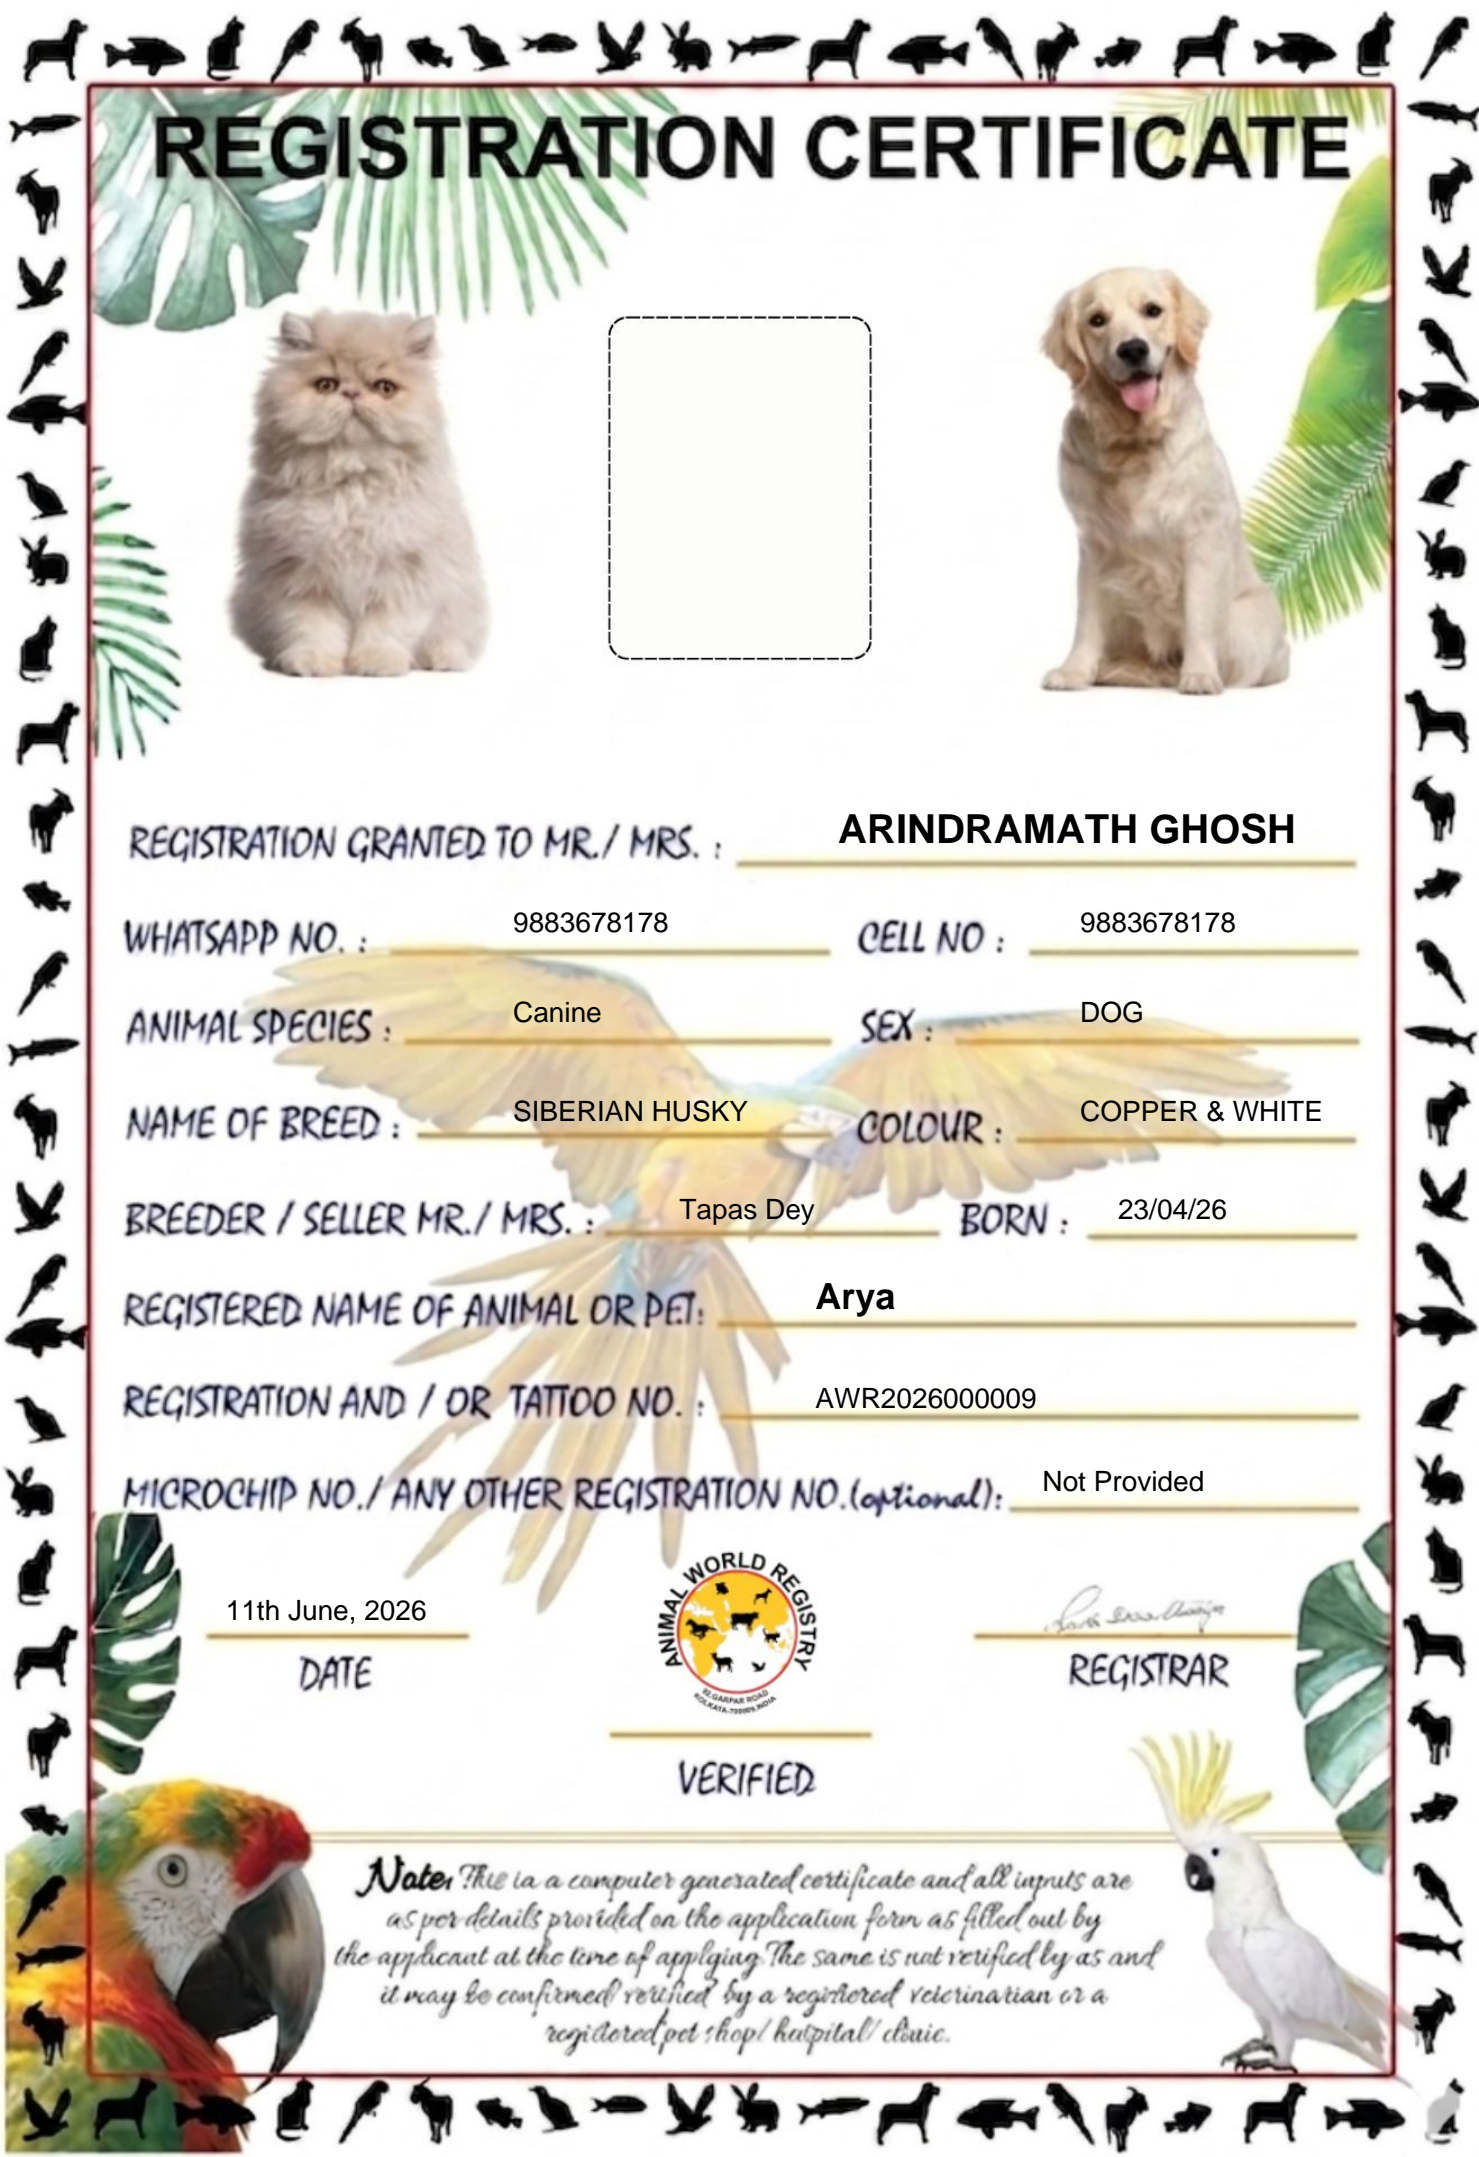 REGISTRATION CERTIFICATE
REGISTRATION GRANTED TO MR./ MRS. : ARINDRAMATH GHOSH
WHATSAPP NO. : 9883678178 CELL NO : 9883678178
ANIMAL SPECIES : Canine SEX : DOG
NAME OF BREED : SIBERIAN HUSKY COLOUR : COPPER & WHITE
BREEDER / SELLER MR./ MRS. : Tapas Dey BORN : 23/04/26
REGISTERED NAME OF ANIMAL OR PET: Arya
REGISTRATION AND / OR TATTOO NO. : AWR2026000009
MICROCHIP NO./ ANY OTHER REGISTRATION NO.(optional): Not Provided
ANIMAL WORLD REGISTRY
92,GARPAR ROAD
KOLKATA-700009,INDIA
11th June, 2026
DATE
REGISTRAR
VERIFIED
Note: This is a computer generated certificate and all inputs are
as per details provided on the application form as filled out by
the applicant at the time of applying. The same is not verified by us and
it may be confirmed/ verified by a registered veterinarian or a
registered pet shop/ hospital/ clinic.